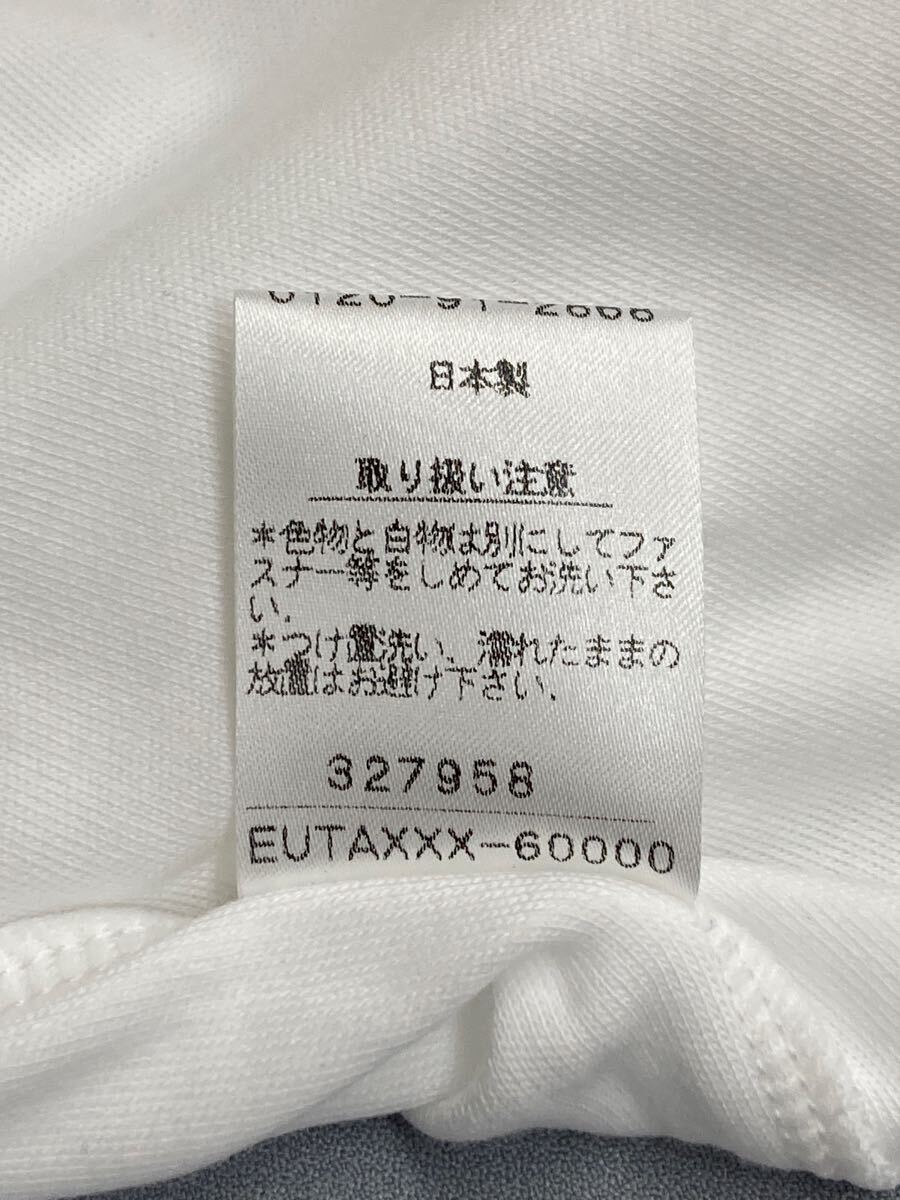 日本製
取り扱い注意
*色物と白物は別にしてファ
スナー等をしめてお洗い下さ
い.
*つけ置洗い、濡れたままの
放置はお避け下さい.
327958
EUTAXXX-60000